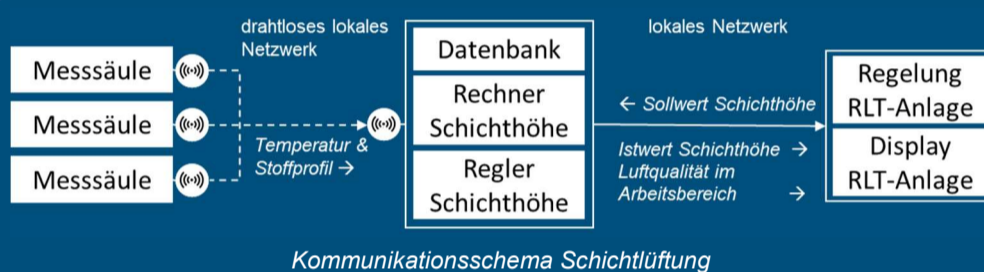 drahtloses lokales
Netzwerk
lokales Netzwerk
Messsäule
Messsäule
Messsäule
Temperatur &
Stoffprofil →
Datenbank
Rechner
Schichthöhe
Regler
Schichthöhe
← Sollwert Schichthöhe
Istwert Schichthöhe →
Luftqualität im
Arbeitsbereich →
Regelung
RLT-Anlage
Display
RLT-Anlage
Kommunikationsschema Schichtlüftung